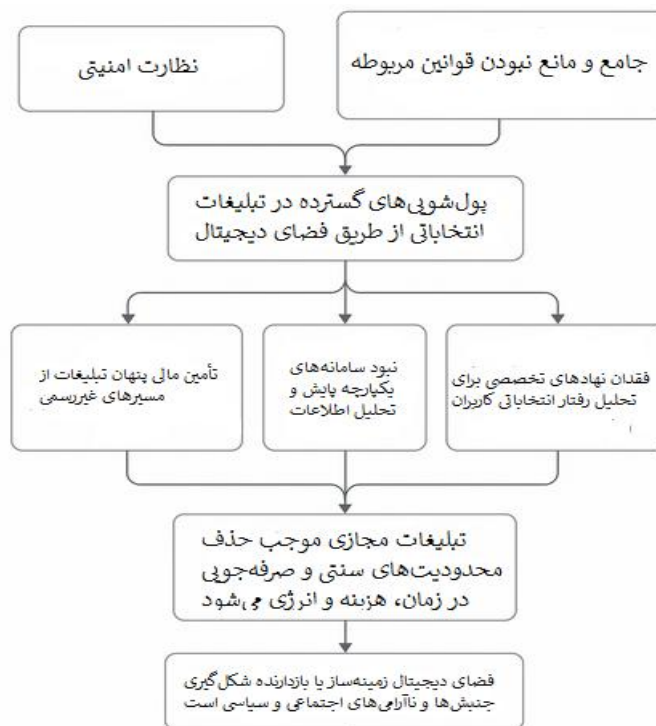 جامع و مانع نبودن قوانین مربوطه
نظارت امنیتی
پول‌شویی‌های گسترده در تبلیغات
انتخاباتی از طریق فضای دیجیتال
فقدان نهادهای تخصصی برای
تحلیل رفتار انتخاباتی کاربران
نبود سامانه‌های
یکپارچه پایش و
تحلیل اطلاعات
تأمین مالی پنهان تبلیغات از
مسیرهای غیررسمی
تبلیغات مجازی موجب حذف
محدودیت‌های سنتی و صرفه‌جویی
در زمان، هزینه و انرژی می‌شود
فضای دیجیتال زمینه‌ساز یا بازدارنده شکل‌گیری
جنبش‌ها و ناآرامی‌های اجتماعی و سیاسی است